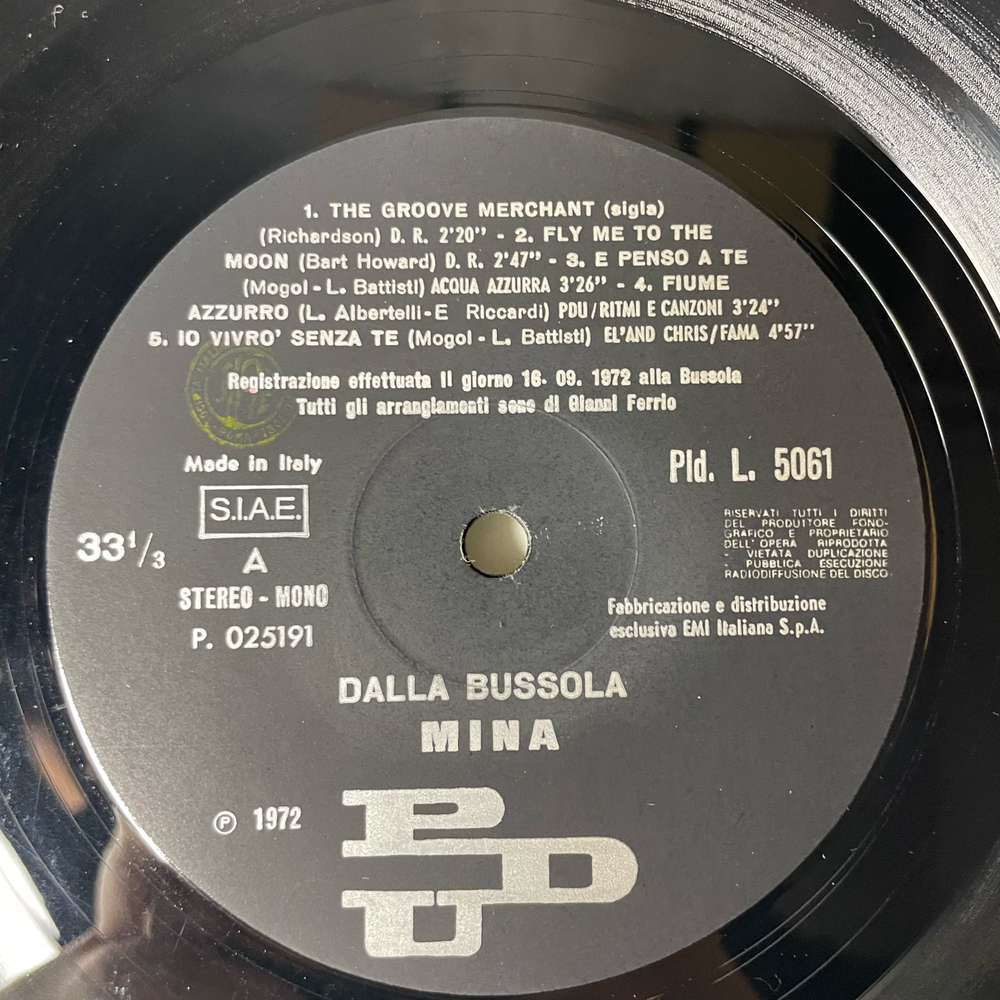 1. THE GROOVE MERCHANT (sigla)
(Richardson) D. R. 2'20" - 2. FLY ME TO THE
MOON (Bart Howard) D. R. 2'47" - 3. E PENSO A TE
(Mogol - L. Battisti) ACQUA AZZURRA 3'26" - 4. FIUME
AZZURRO (L. Albertelli-E Riccardi) PDU/RITMI E CANZONI 3'24"
5. IO VIVRO' SENZA TE (Mogol - L. Battisti) EL'AND CHRIS/FAMA 4'57"
Registrazione effettuata il giorno 16. 09. 1972 alla Bussola
Tutti gli arrangiamenti sono di Gianni Ferrio
Made in Italy
S.I.A.E.
33 1/3
A
STEREO - MONO
P. 025191
Pld. L. 5061
RISERVATI TUTTI I DIRITTI
DEL PRODUTTORE FONO-
GRAFICO E PROPRIETARIO
DELL'OPERA RIPRODOTTA
- VIETATA DUPLICAZIONE
- PUBBLICA ESECUZIONE
RADIODIFFUSIONE DEL DISCO
Fabbricazione e distribuzione
esclusiva EMI Italiana S.p.A.
DALLA BUSSOLA
MINA
℗ 1972
PDU